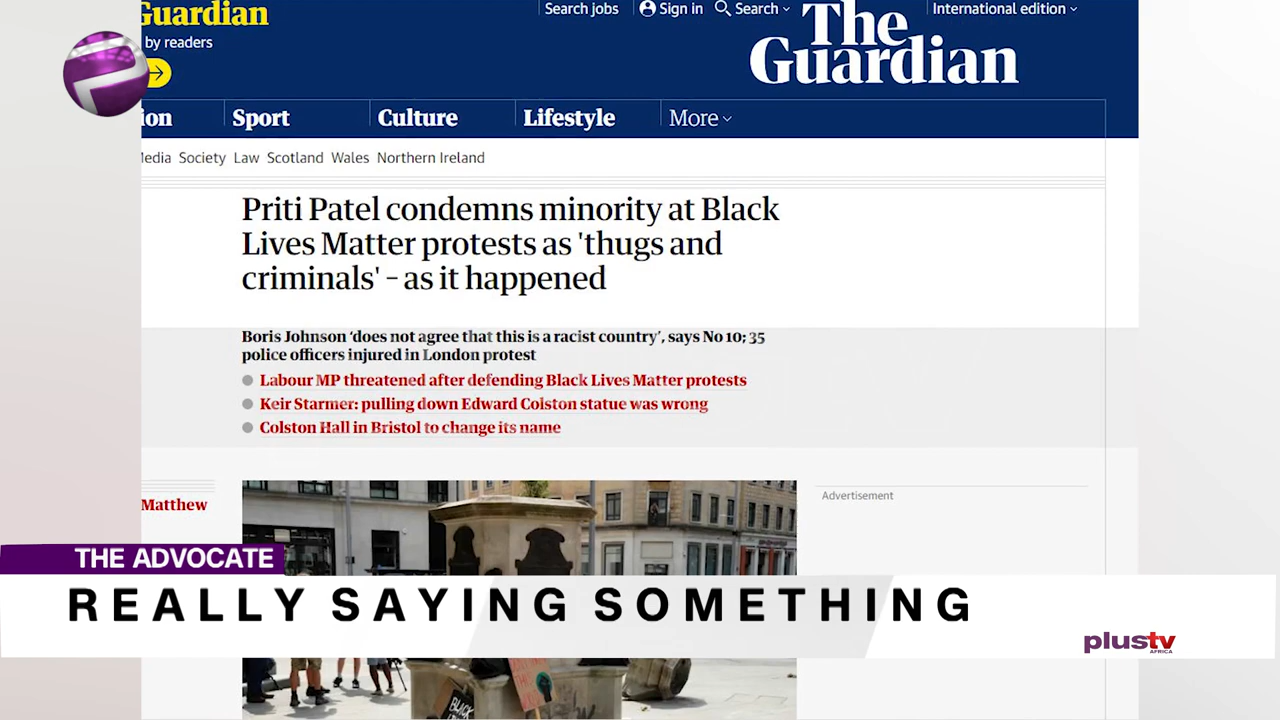 Guardian
Search jobs
Sign in
Search
International edition
by readers
The
Guardian
ion
Sport
Culture
Lifestyle
More
Media Society Law Scotland Wales Northern Ireland
Priti Patel condemns minority at Black
Lives Matter protests as 'thugs and
criminals' – as it happened
Boris Johnson ‘does not agree that this is a racist country’, says No 10; 35
police officers injured in London protest
Labour MP threatened after defending Black Lives Matter protests
Keir Starmer: pulling down Edward Colston statue was wrong
Colston Hall in Bristol to change its name
Matthew
Advertisement
THE ADVOCATE
REALLY SAYING SOMETHING
plustv
AFRICA
BLACK